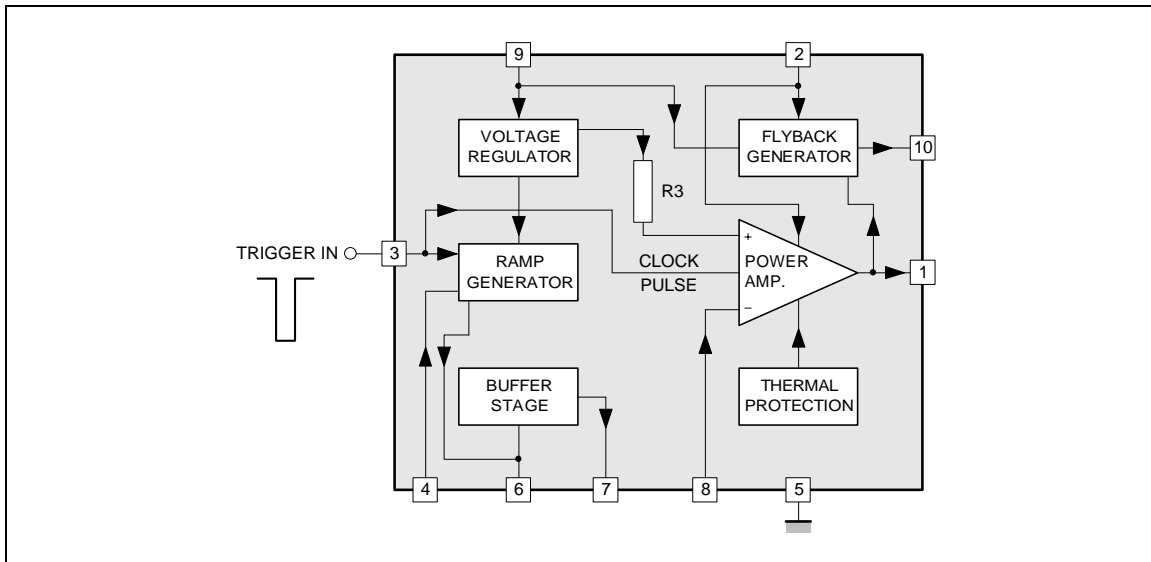 9
2
VOLTAGE
REGULATOR
FLYBACK
GENERATOR
10
R3
+
TRIGGER IN
3
RAMP
GENERATOR
CLOCK
PULSE
POWER
AMP.
1
−
BUFFER
STAGE
THERMAL
PROTECTION
4
6
7
8
5